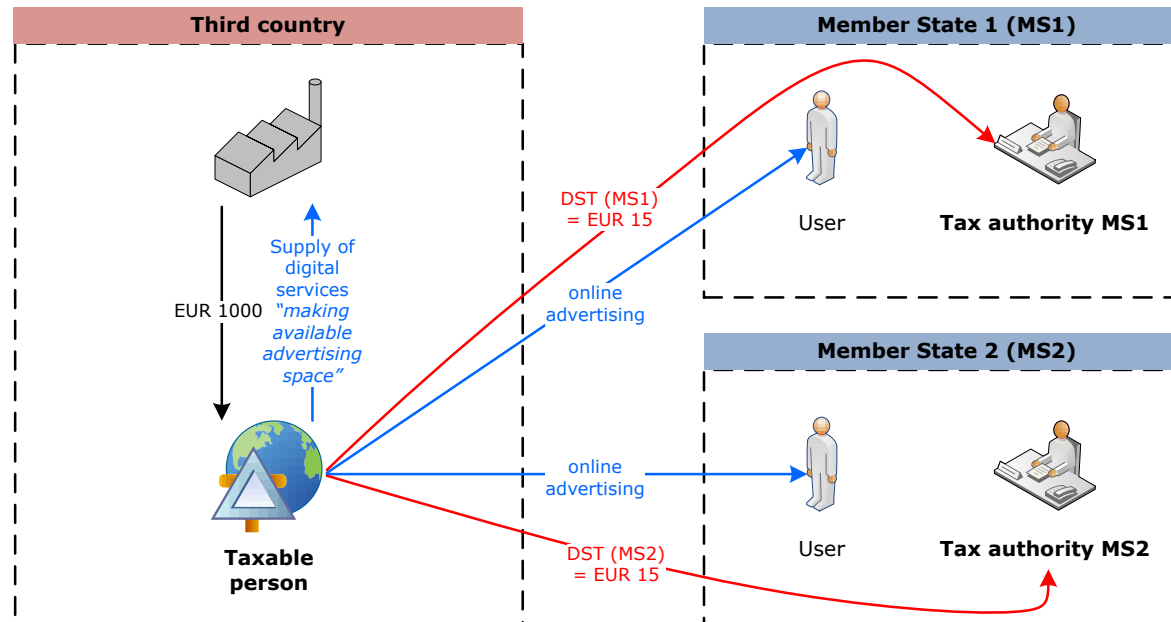 Third country
Member State 1 (MS1)
DST (MS1)
= EUR 15
User
Tax authority MS1
Supply of
digital
services
“making
available
advertising
space”
EUR 1000
online
advertising
Member State 2 (MS2)
online
advertising
Taxable
person
DST (MS2)
= EUR 15
User
Tax authority MS2